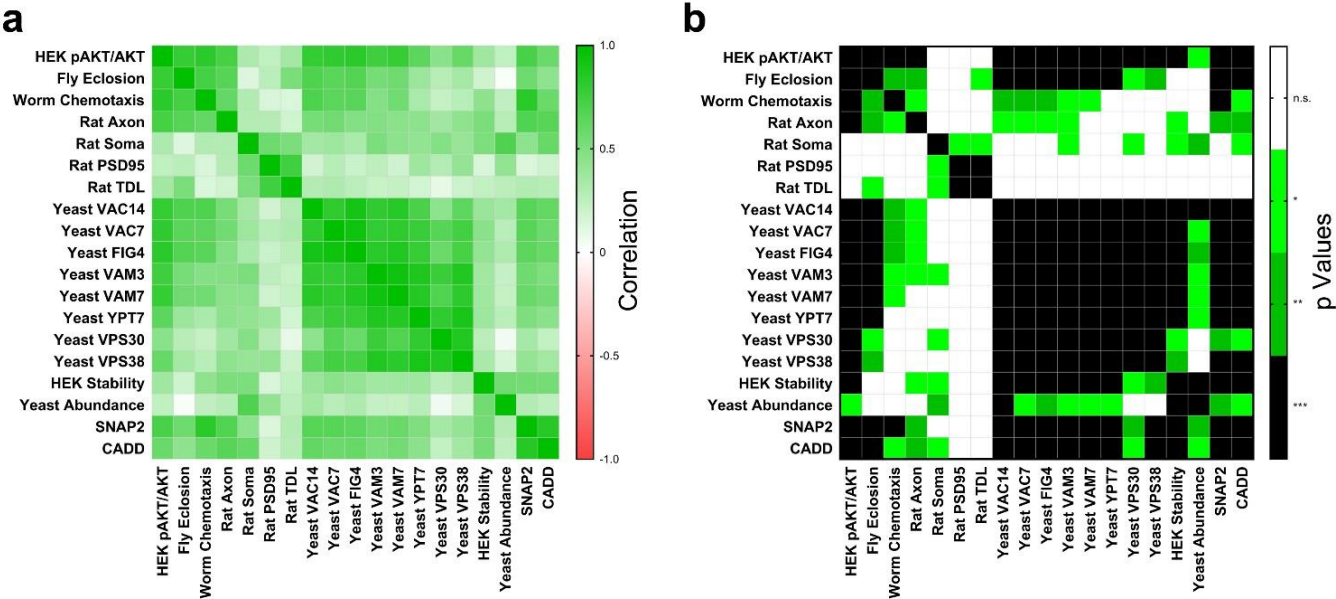 a
HEK pAKT/AKT
Fly Eclosion
Worm Chemotaxis
Rat Axon
Rat Soma
Rat PSD95
Rat TDL
Yeast VAC14
Yeast VAC7
Yeast FIG4
Yeast VAM3
Yeast VAM7
Yeast YPT7
Yeast VPS30
Yeast VPS38
HEK Stability
Yeast Abundance
SNAP2
CADD
HEK pAKT/AKT
Fly Eclosion
Worm Chemotaxis
Rat Axon
Rat Soma
Rat PSD95
Rat TDL
Yeast VAC14
Yeast VAC7
Yeast FIG4
Yeast VAM3
Yeast VAM7
Yeast YPT7
Yeast VPS30
Yeast VPS38
HEK Stability
Yeast Abundance
SNAP2
CADD
1.0
0.5
0
-0.5
-1.0
Correlation
b
HEK pAKT/AKT
Fly Eclosion
Worm Chemotaxis
Rat Axon
Rat Soma
Rat PSD95
Rat TDL
Yeast VAC14
Yeast VAC7
Yeast FIG4
Yeast VAM3
Yeast VAM7
Yeast YPT7
Yeast VPS30
Yeast VPS38
HEK Stability
Yeast Abundance
SNAP2
CADD
HEK pAKT/AKT
Fly Eclosion
Worm Chemotaxis
Rat Axon
Rat Soma
Rat PSD95
Rat TDL
Yeast VAC14
Yeast VAC7
Yeast FIG4
Yeast VAM3
Yeast VAM7
Yeast YPT7
Yeast VPS30
Yeast VPS38
HEK Stability
Yeast Abundance
SNAP2
CADD
n.s.
*
**
***
p Values